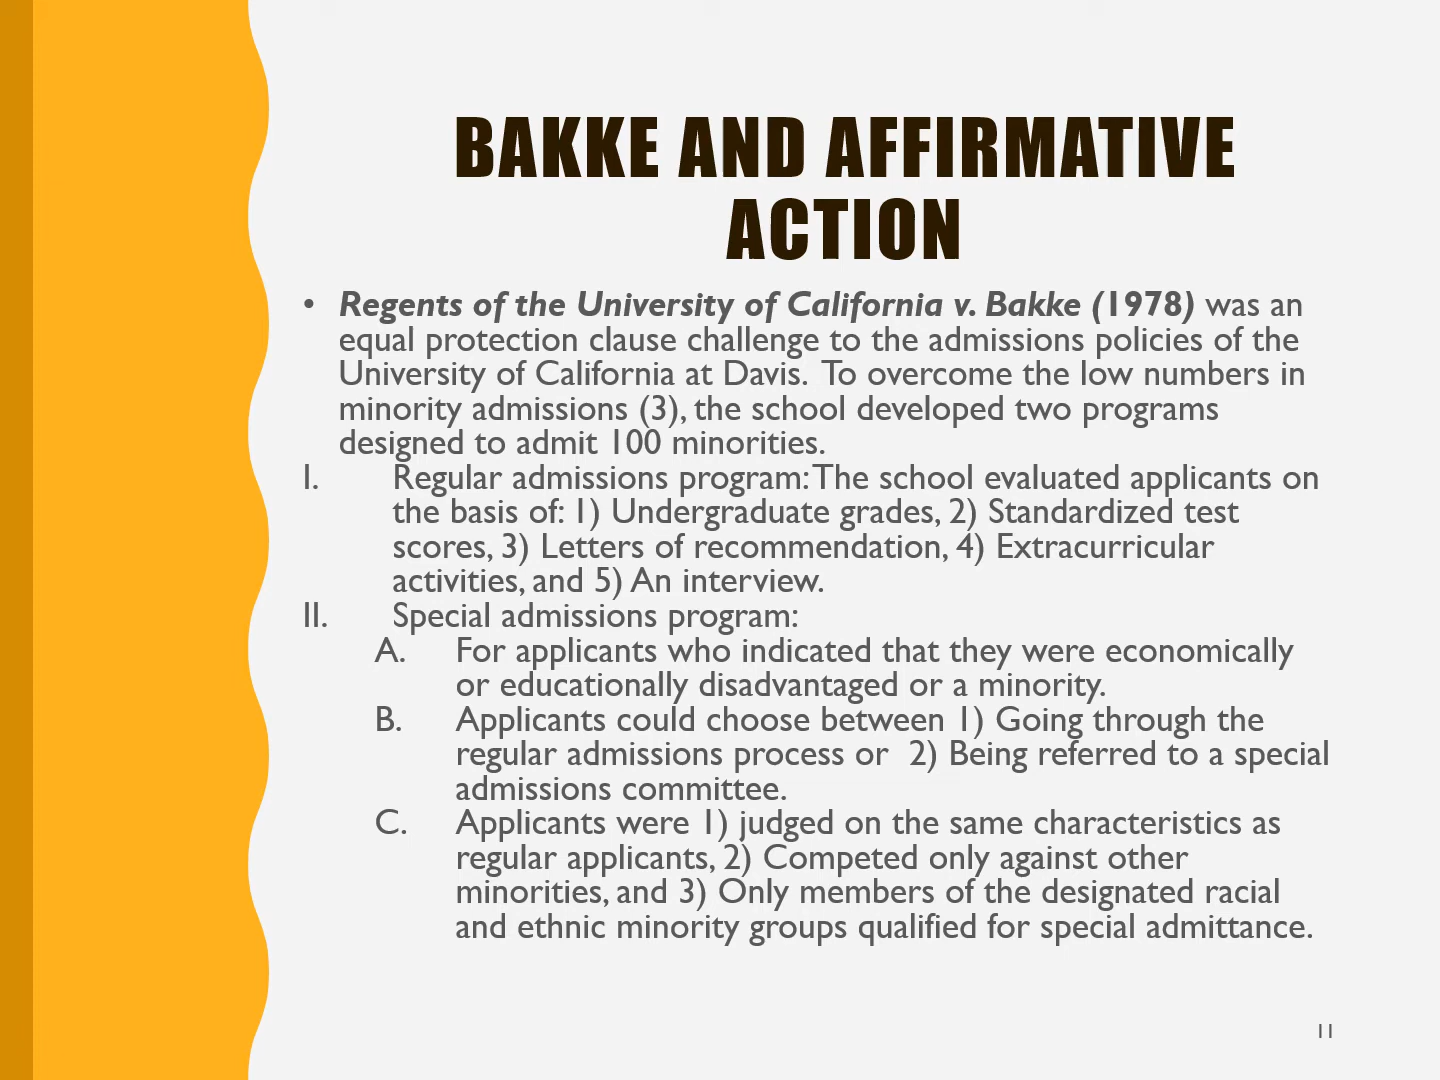 BAKKE AND AFFIRMATIVE
ACTION
• Regents of the University of California v. Bakke (1978) was an
equal protection clause challenge to the admissions policies of the
University of California at Davis.  To overcome the low numbers in
minority admissions (3), the school developed two programs
designed to admit 100 minorities.
I. Regular admissions program: The school evaluated applicants on
the basis of: 1) Undergraduate grades, 2) Standardized test
scores, 3) Letters of recommendation, 4) Extracurricular
activities, and 5) An interview.
II. Special admissions program:
A. For applicants who indicated that they were economically
or educationally disadvantaged or a minority.
B. Applicants could choose between 1) Going through the
regular admissions process or  2) Being referred to a special
admissions committee.
C. Applicants were 1) judged on the same characteristics as
regular applicants, 2) Competed only against other
minorities, and 3) Only members of the designated racial
and ethnic minority groups qualified for special admittance.
11